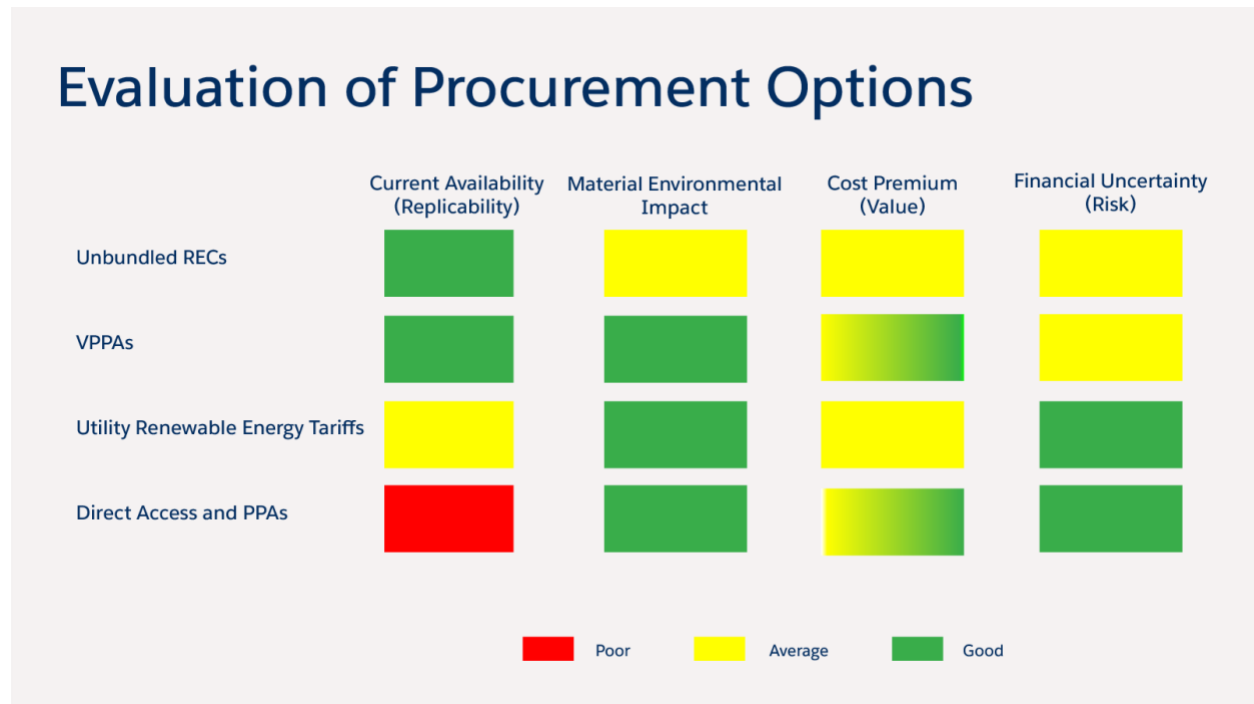 Evaluation of Procurement Options
Current Availability
(Replicability)
Material Environmental
Impact
Cost Premium
(Value)
Financial Uncertainty
(Risk)
Unbundled RECs
VPPAs
Utility Renewable Energy Tariffs
Direct Access and PPAs
Poor
Average
Good